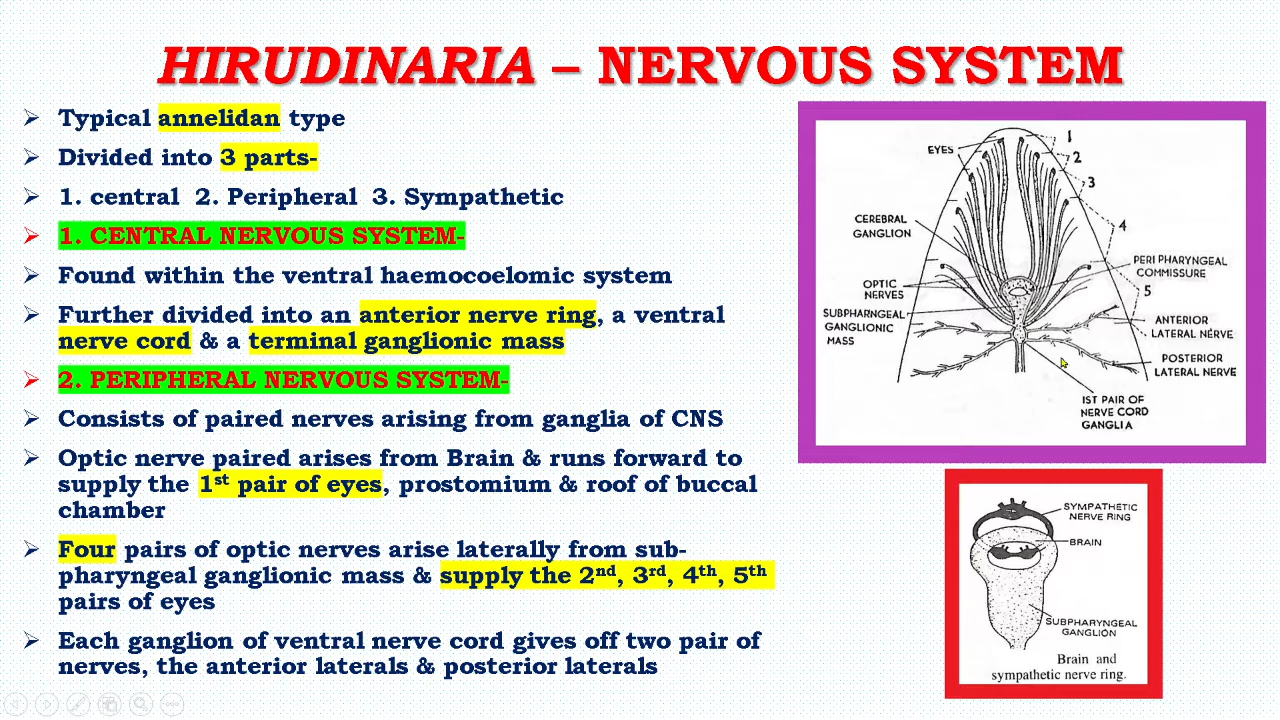 HIRUDINARIA – NERVOUS SYSTEM
Typical annelidan type
Divided into 3 parts-
1. central 2. Peripheral 3. Sympathetic
1. CENTRAL NERVOUS SYSTEM-
Found within the ventral haemocoelomic system
Further divided into an anterior nerve ring, a ventral
nerve cord & a terminal ganglionic mass
2. PERIPHERAL NERVOUS SYSTEM-
Consists of paired nerves arising from ganglia of CNS
Optic nerve paired arises from Brain & runs forward to
supply the 1st pair of eyes, prostomium & roof of buccal
chamber
Four pairs of optic nerves arise laterally from sub-
pharyngeal ganglionic mass & supply the 2nd, 3rd, 4th, 5th
pairs of eyes
Each ganglion of ventral nerve cord gives off two pair of
nerves, the anterior laterals & posterior laterals
EYES
1
2
3
4
5
CEREBRAL
GANGLION
OPTIC
NERVES
SUBPHARNGEAL
GANGLIONIC
MASS
PERI PHARYNGEAL
COMMISSURE
ANTERIOR
LATERAL NERVE
POSTERIOR
LATERAL NERVE
IST PAIR OF
NERVE CORD
GANGLIA
SYMPATHETIC
NERVE RING
BRAIN
SUBPHARYNGEAL
GANGLION
Brain and
sympathetic nerve ring.